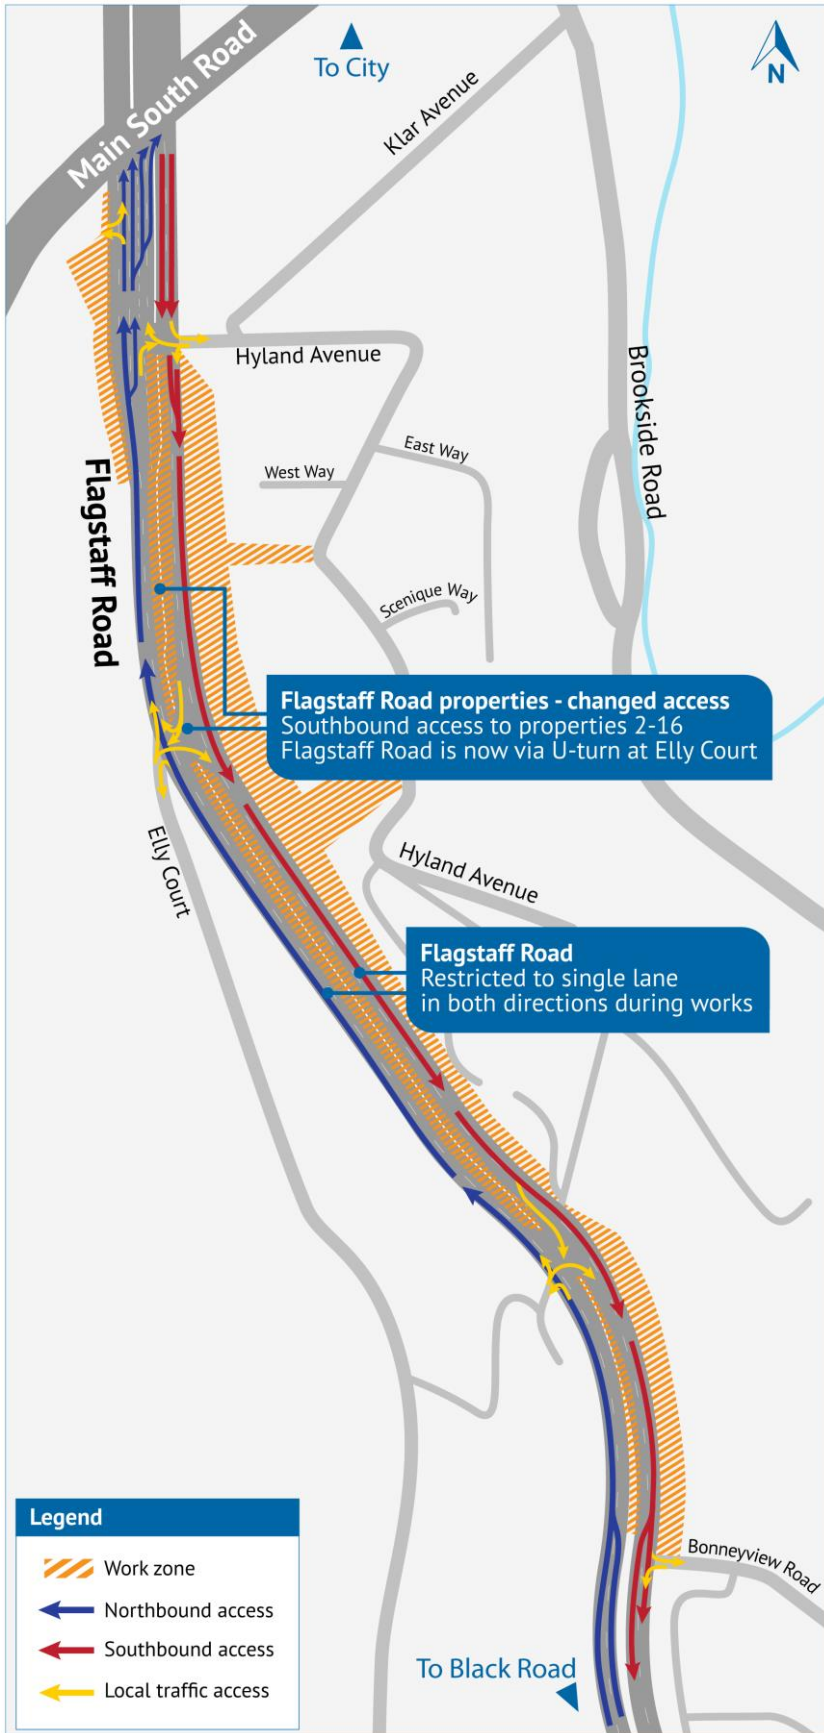 Main South Road
To City
N
Klar Avenue
Hyland Avenue
Brookside Road
East Way
West Way
Flagstaff Road
Scenique Way
Flagstaff Road properties - changed access
Southbound access to properties 2-16
Flagstaff Road is now via U-turn at Elly Court
Elly Court
Hyland Avenue
Flagstaff Road
Restricted to single lane
in both directions during works
Bonneyview Road
To Black Road
Legend
Work zone
Northbound access
Southbound access
Local traffic access